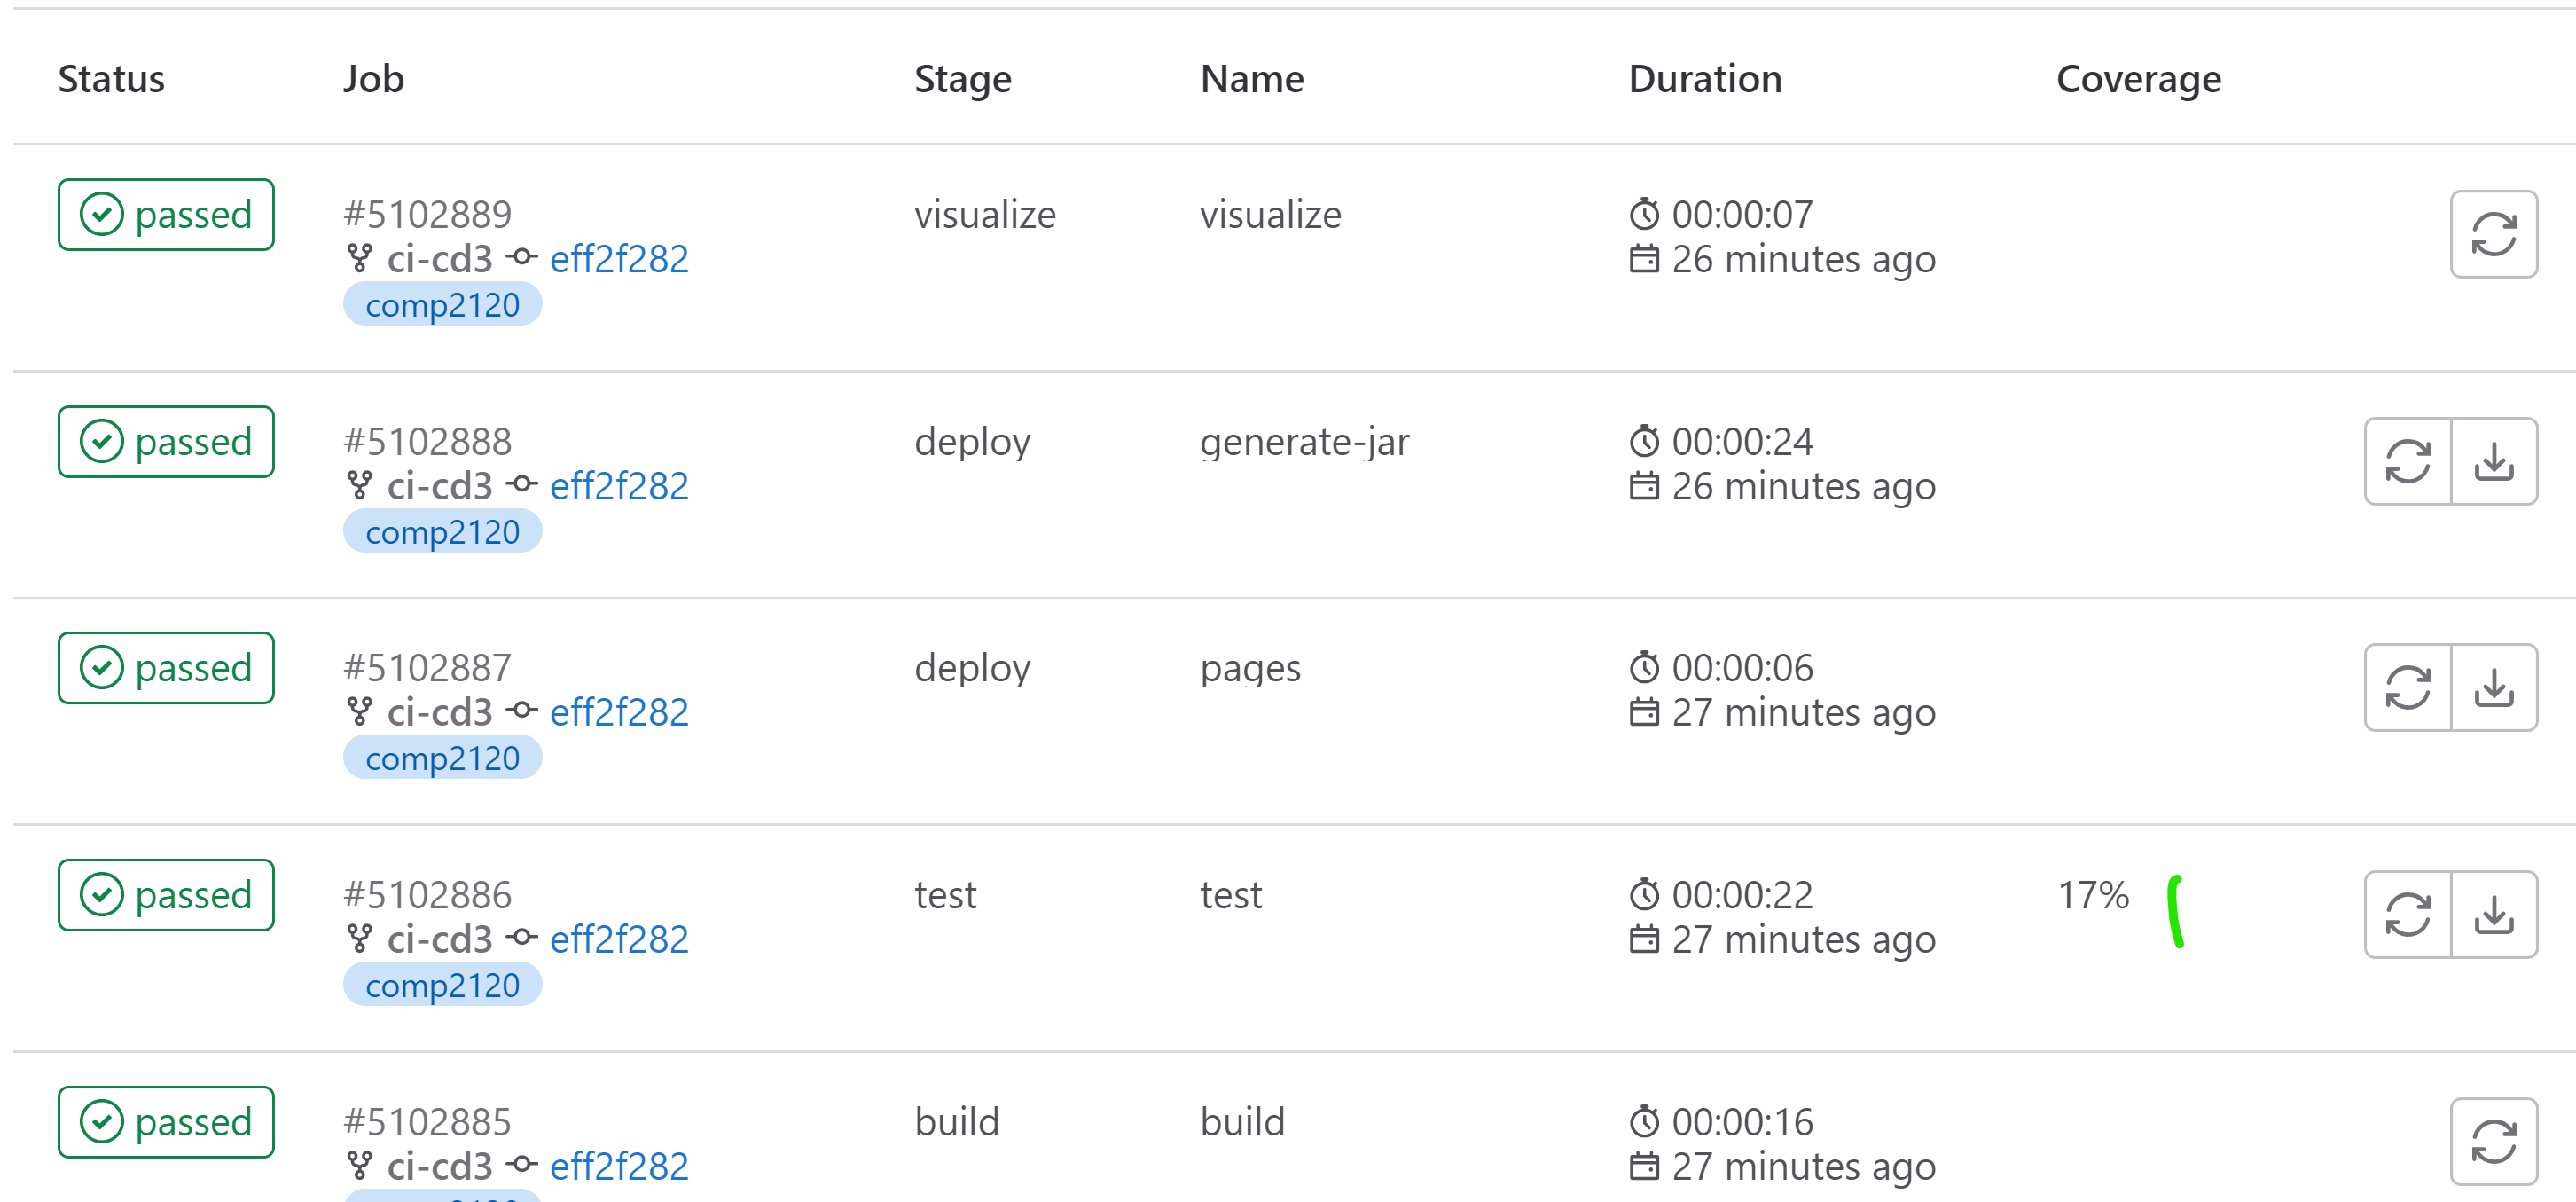 Status Job Stage Name Duration Coverage
passed #5102889 visualize visualize 00:00:07
ci-cd3 eff2f282 26 minutes ago
comp2120
passed #5102888 deploy generate-jar 00:00:24
ci-cd3 eff2f282 26 minutes ago
comp2120
passed #5102887 deploy pages 00:00:06
ci-cd3 eff2f282 27 minutes ago
comp2120
passed #5102886 test test 00:00:22 17%
ci-cd3 eff2f282 27 minutes ago
comp2120
passed #5102885 build build 00:00:16
ci-cd3 eff2f282 27 minutes ago